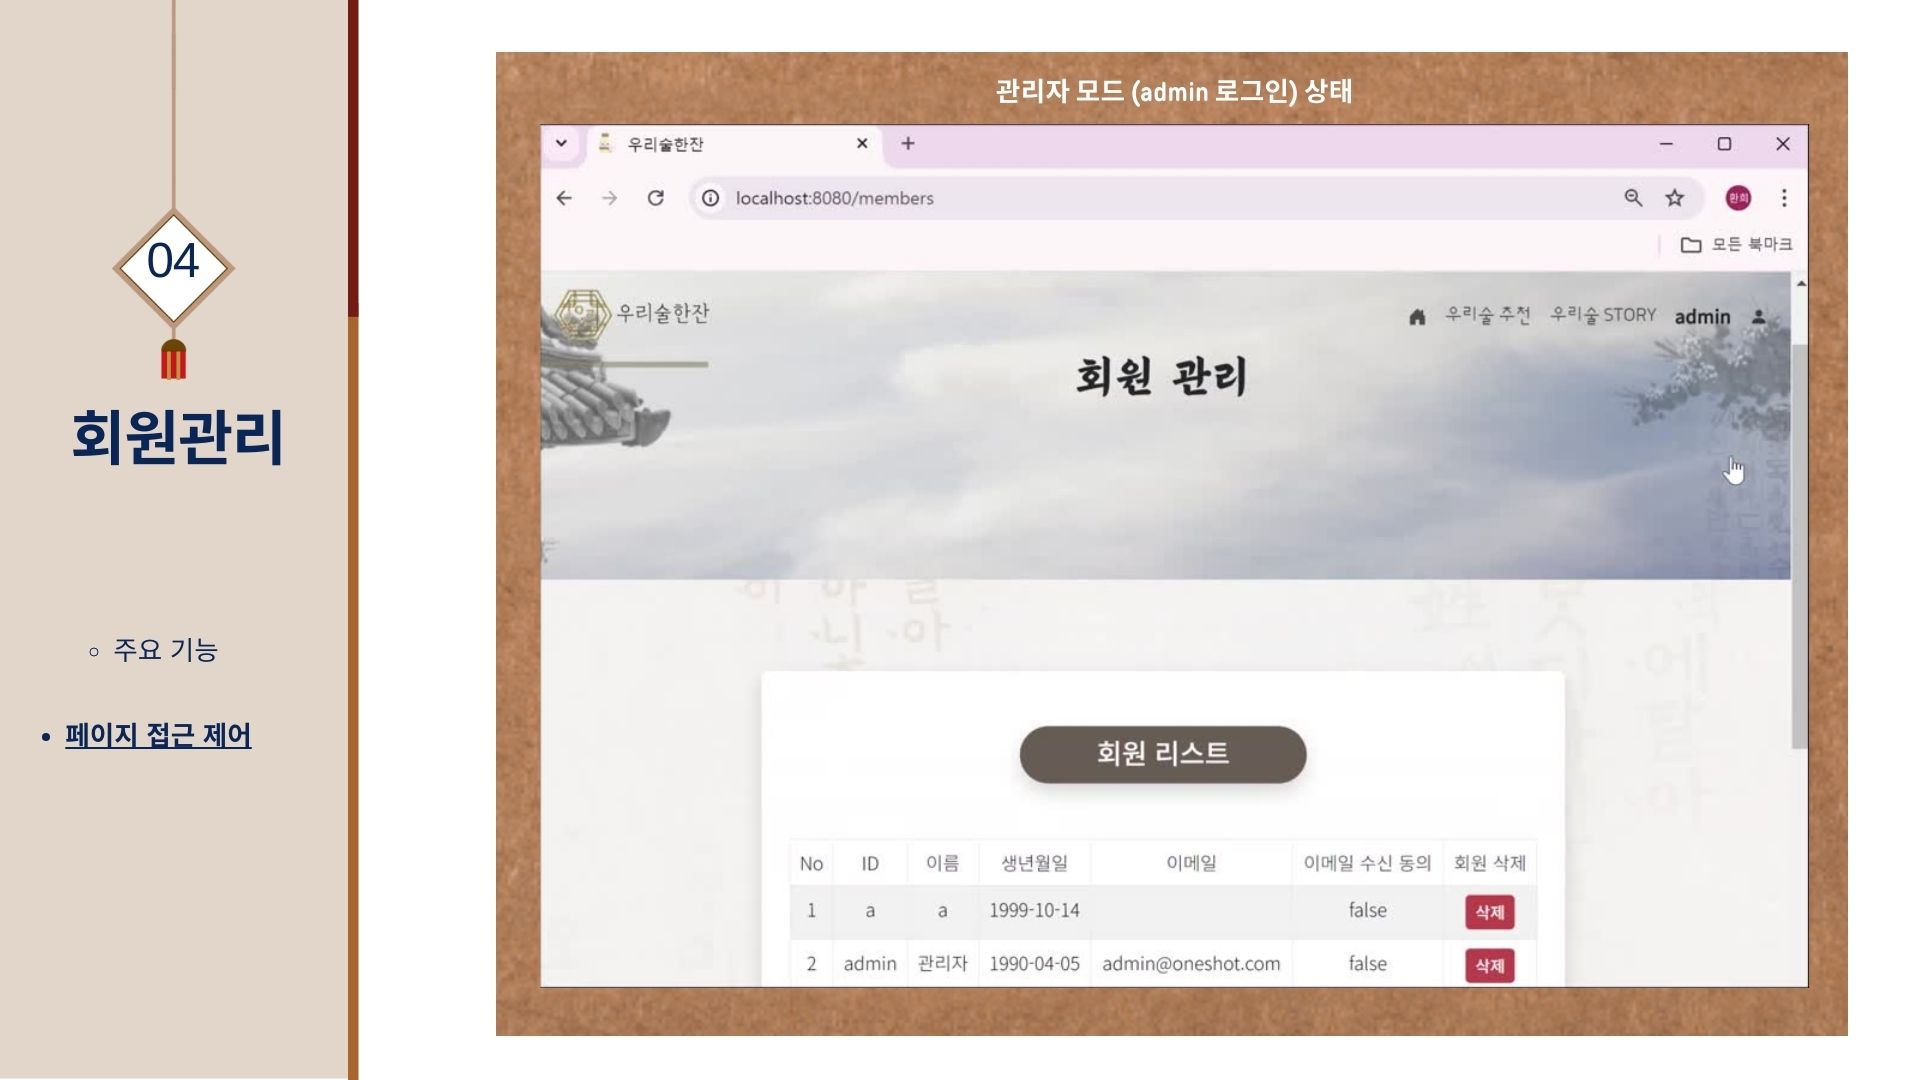 04
회원관리
주요 기능
페이지 접근 제어
관리자 모드 (admin 로그인) 상태
우리술한잔
localhost:8080/members
환희
모든 북마크
우리술한잔
우리술 추천 우리술 STORY admin
회원 관리
회원 리스트
No ID 이름 생년월일 이메일 이메일 수신 동의 회원 삭제
1 a a 1999-10-14 false 삭제
2 admin 관리자 1990-04-05 admin@oneshot.com false 삭제